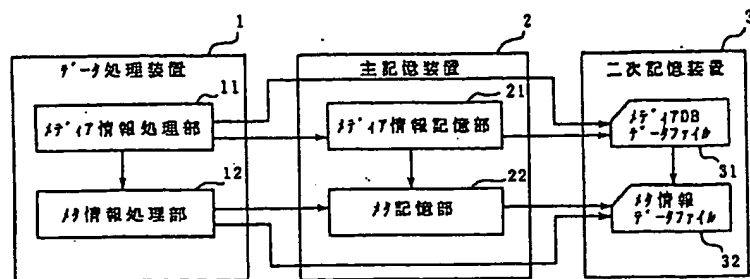 1
2
3
データ処理装置
主記憶装置
二次記憶装置
11
21
メディア情報処理部
メディア情報記憶部
メディアDB
データファイル
31
12
22
メタ情報処理部
メタ記憶部
メタ情報
データファイル
32